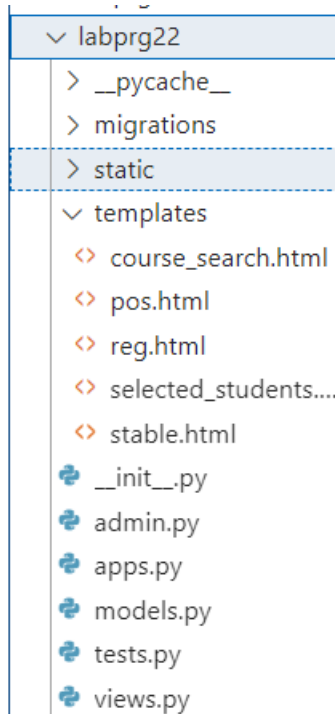 labprg22
__pycache__
migrations
static
templates
course_search.html
pos.html
reg.html
selected_students....
stable.html
__init__.py
admin.py
apps.py
models.py
tests.py
views.py